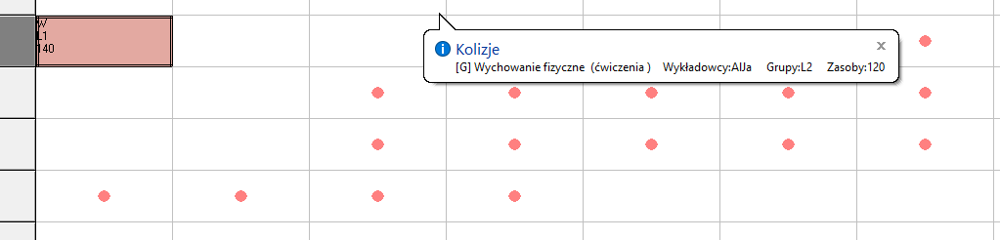 W
L1
140
Kolizje
[G] Wychowanie fizyczne (ćwiczenia ) Wykładowcy:AlJa Grupy:L2 Zasoby:120